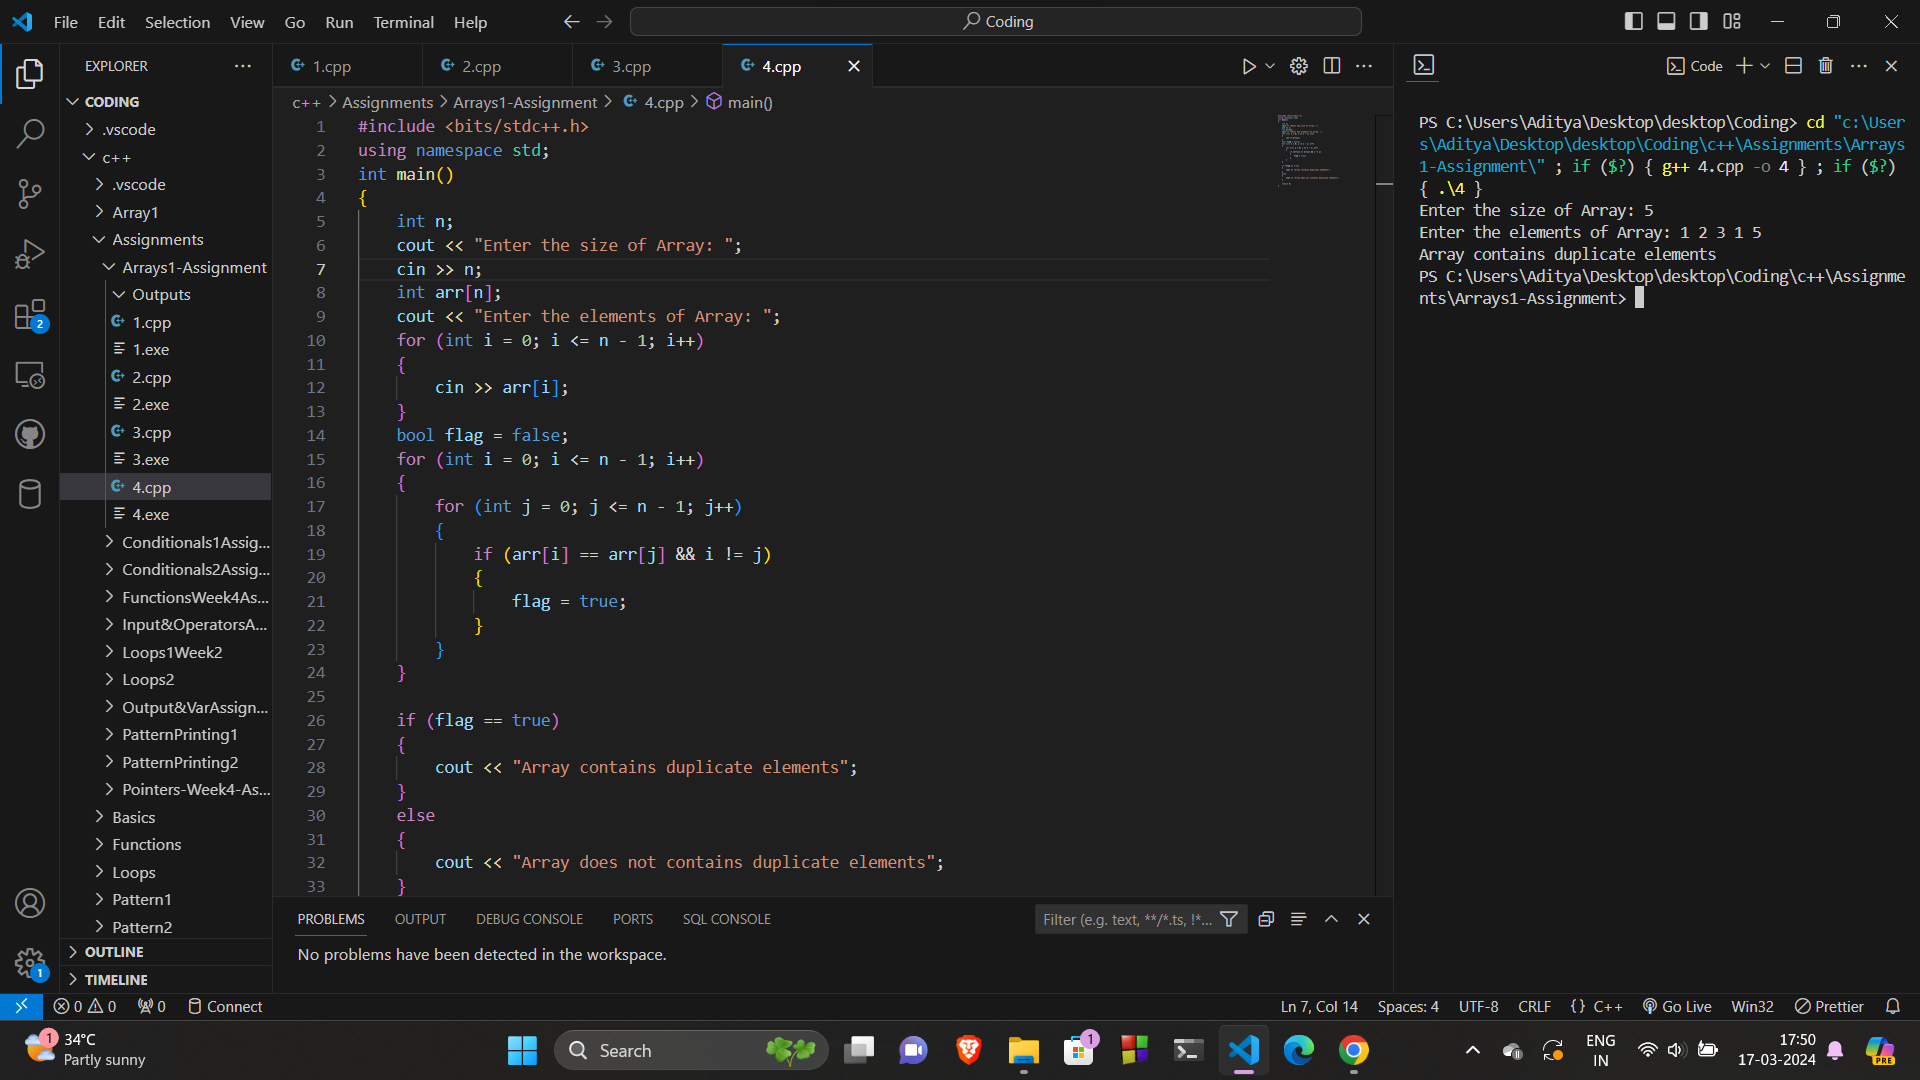 File Edit Selection View Go Run Terminal Help
Coding
EXPLORER
CODING
.vscode
c++
.vscode
Array1
Assignments
Arrays1-Assignment
Outputs
1.cpp
1.exe
2.cpp
2.exe
3.cpp
3.exe
4.cpp
4.exe
Conditionals1Assig...
Conditionals2Assig...
FunctionsWeek4As...
Input&OperatorsA...
Loops1Week2
Loops2
Output&VarAssign...
PatternPrinting1
PatternPrinting2
Pointers-Week4-As...
Basics
Functions
Loops
Pattern1
Pattern2
OUTLINE
TIMELINE
2
1
1.cpp 2.cpp 3.cpp 4.cpp
c++ > Assignments > Arrays1-Assignment > 4.cpp > main()
1 #include <bits/stdc++.h>
2 using namespace std;
3 int main()
4 {
5 int n;
6 cout << "Enter the size of Array: ";
7 cin >> n;
8 int arr[n];
9 cout << "Enter the elements of Array: ";
10 for (int i = 0; i <= n - 1; i++)
11 {
12 cin >> arr[i];
13 }
14 bool flag = false;
15 for (int i = 0; i <= n - 1; i++)
16 {
17 for (int j = 0; j <= n - 1; j++)
18 {
19 if (arr[i] == arr[j] && i != j)
20 {
21 flag = true;
22 }
23 }
24 }
25
26 if (flag == true)
27 {
28 cout << "Array contains duplicate elements";
29 }
30 else
31 {
32 cout << "Array does not contains duplicate elements";
33 }
Code
PS C:\Users\Aditya\Desktop\desktop\Coding> cd "c:\User
s\Aditya\Desktop\desktop\Coding\c++\Assignments\Arrays
1-Assignment\" ; if ($?) { g++ 4.cpp -o 4 } ; if ($?)
{ .\4 }
Enter the size of Array: 5
Enter the elements of Array: 1 2 3 1 5
Array contains duplicate elements
PS C:\Users\Aditya\Desktop\desktop\Coding\c++\Assignme
nts\Arrays1-Assignment>
PROBLEMS OUTPUT DEBUG CONSOLE PORTS SQL CONSOLE
Filter (e.g. text, **/*.ts, !*...
No problems have been detected in the workspace.
0 0 0 Connect
Ln 7, Col 14 Spaces: 4 UTF-8 CRLF {} C++ Go Live Win32 Prettier
1
34°C
Partly sunny
Search
1
ENG
IN
17:50
17-03-2024
PRE